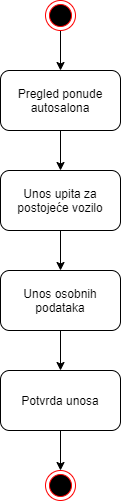 Pregled ponude
autosalona
Unos upita za
postojeće vozilo
Unos osobnih
podataka
Potvrda unosa